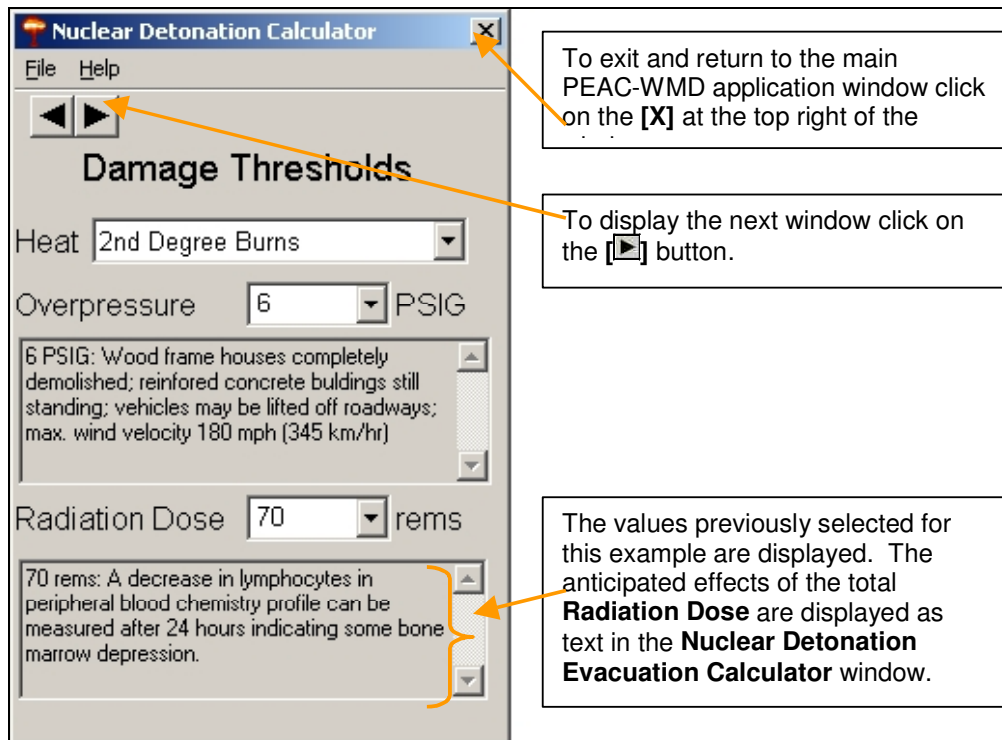 Nuclear Detonation Calculator
File Help
Damage Thresholds
Heat 2nd Degree Burns
Overpressure 6 PSIG
6 PSIG: Wood frame houses completely
demolished; reinfored concrete buldings still
standing; vehicles may be lifted off roadways;
max. wind velocity 180 mph (345 km/hr)
Radiation Dose 70 rems
70 rems: A decrease in lymphocytes in
peripheral blood chemistry profile can be
measured after 24 hours indicating some bone
marrow depression.
To exit and return to the main
PEAC-WMD application window click
on the [X] at the top right of the
To display the next window click on
the [▶] button.
The values previously selected for
this example are displayed. The
anticipated effects of the total
Radiation Dose are displayed as
text in the Nuclear Detonation
Evacuation Calculator window.